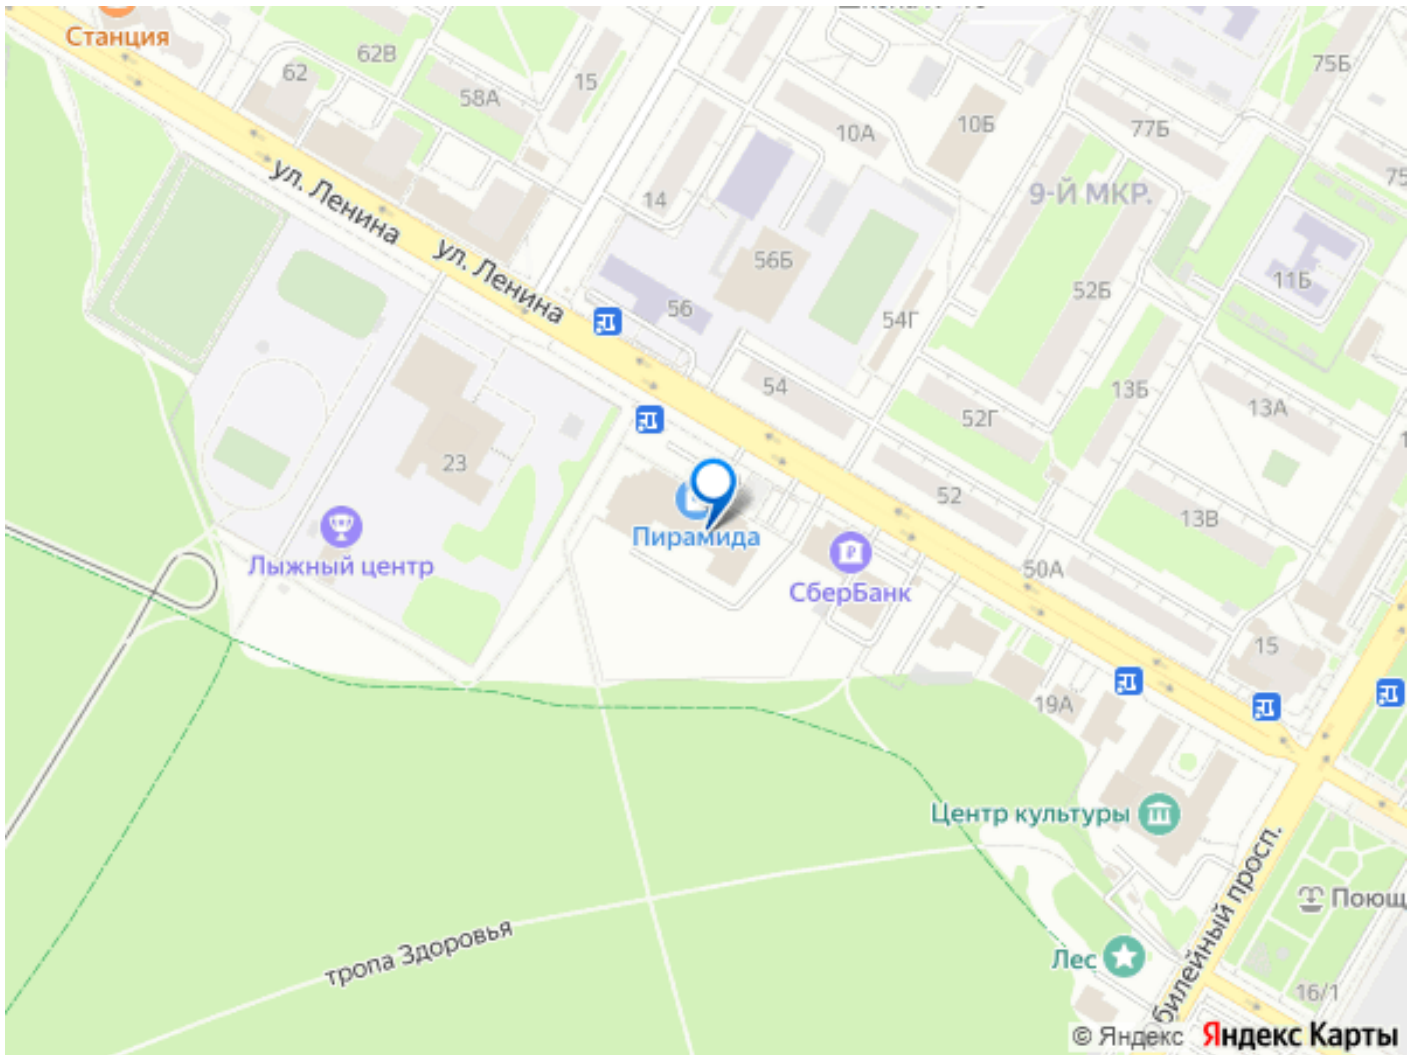 Станция
62В
62
58А
15
10А
10Б
77Б
75Б
75
14
9-Й МКР.
ул. Ленина
ул. Ленина
56Б
56
54Г
52Б
11Б
54
52Г
13Б
13А
23
52
13В
Пирамида
Лыжный центр
СберБанк
50А
15
19А
Центр культуры
Поющ
тропа Здоровья
Лес
билейный просп.
16/1
© Яндекс Яндекс Карты